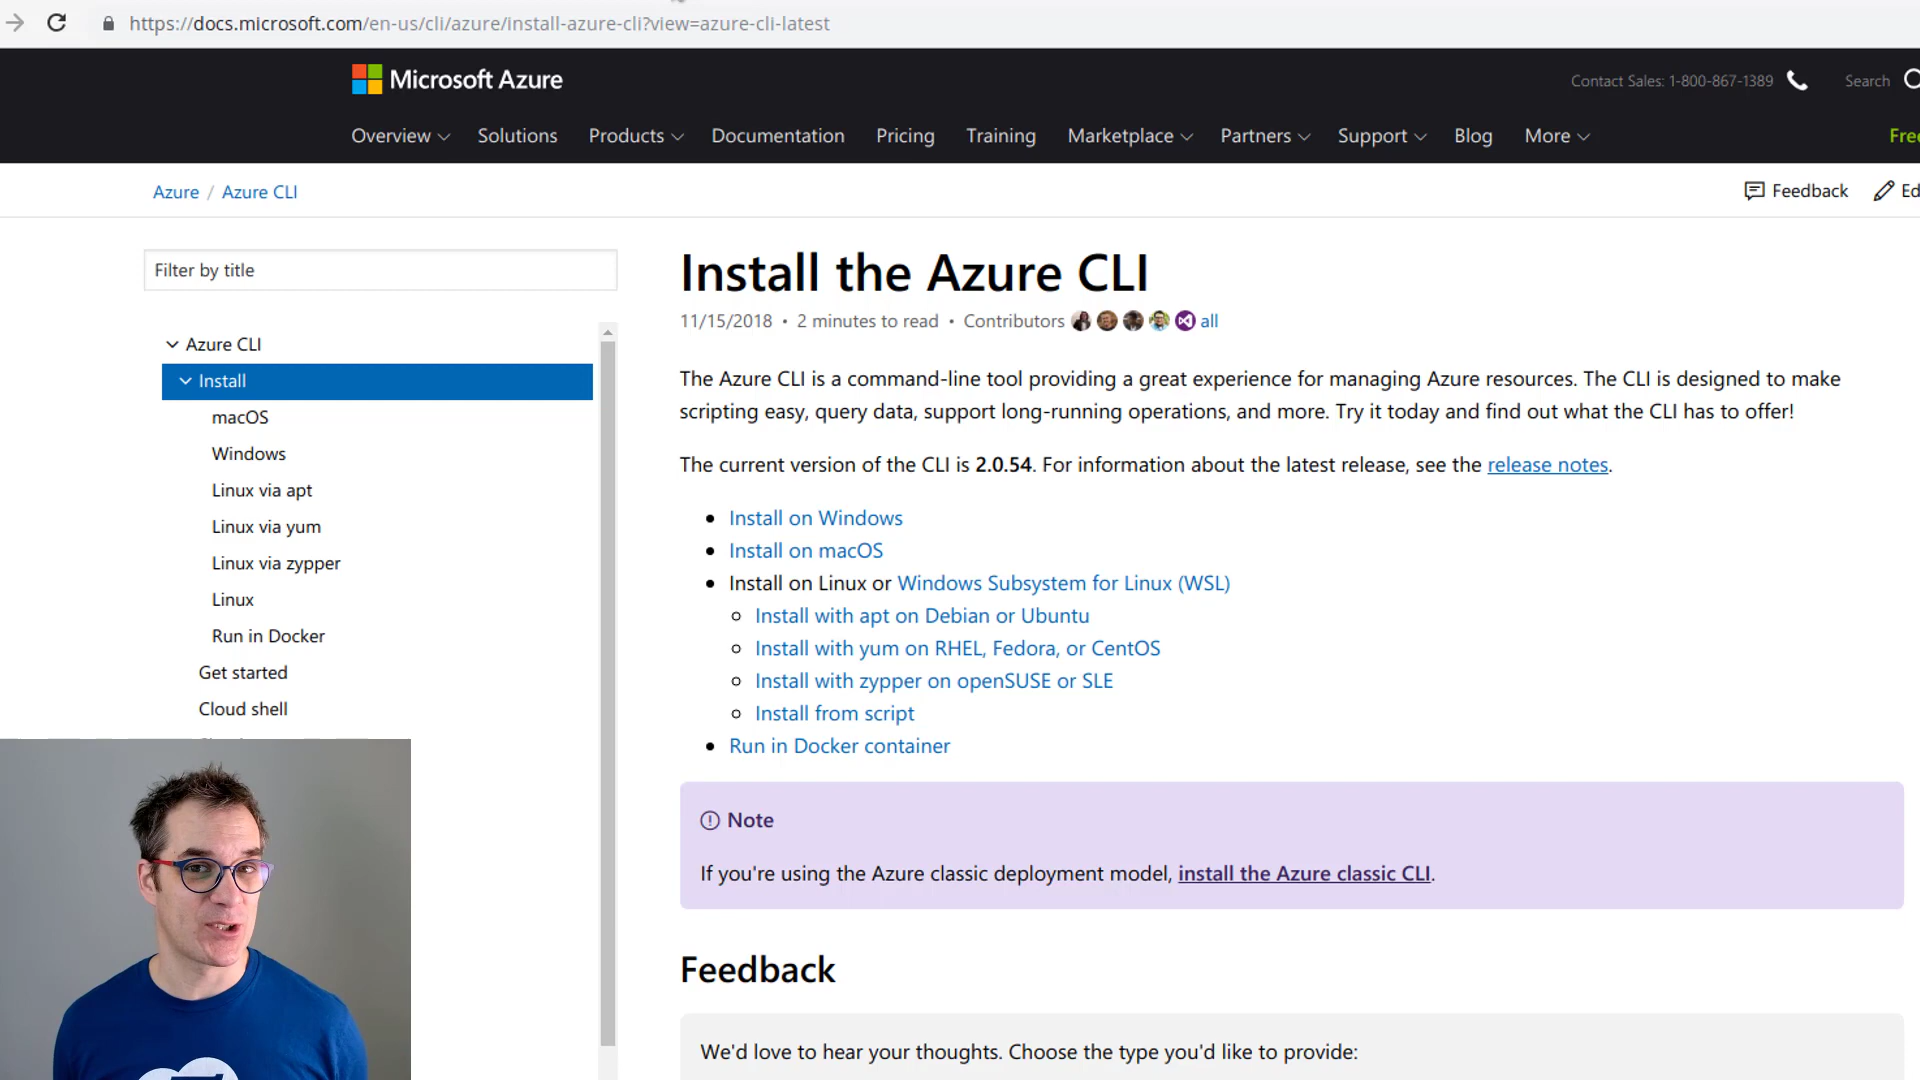 https://docs.microsoft.com/en-us/cli/azure/install-azure-cli?view=azure-cli-latest
Microsoft Azure
Contact Sales: 1-800-867-1389
Search
Overview
Solutions
Products
Documentation
Pricing
Training
Marketplace
Partners
Support
Blog
More
Free
Azure / Azure CLI
Feedback
Ed
Filter by title
Azure CLI
Install
macOS
Windows
Linux via apt
Linux via yum
Linux via zypper
Linux
Run in Docker
Get started
Cloud shell
Install the Azure CLI
11/15/2018 • 2 minutes to read • Contributors all
The Azure CLI is a command-line tool providing a great experience for managing Azure resources. The CLI is designed to make
scripting easy, query data, support long-running operations, and more. Try it today and find out what the CLI has to offer!
The current version of the CLI is 2.0.54. For information about the latest release, see the release notes.
Install on Windows
Install on macOS
Install on Linux or Windows Subsystem for Linux (WSL)
Install with apt on Debian or Ubuntu
Install with yum on RHEL, Fedora, or CentOS
Install with zypper on openSUSE or SLE
Install from script
Run in Docker container
Note
If you're using the Azure classic deployment model, install the Azure classic CLI.
Feedback
We'd love to hear your thoughts. Choose the type you'd like to provide: